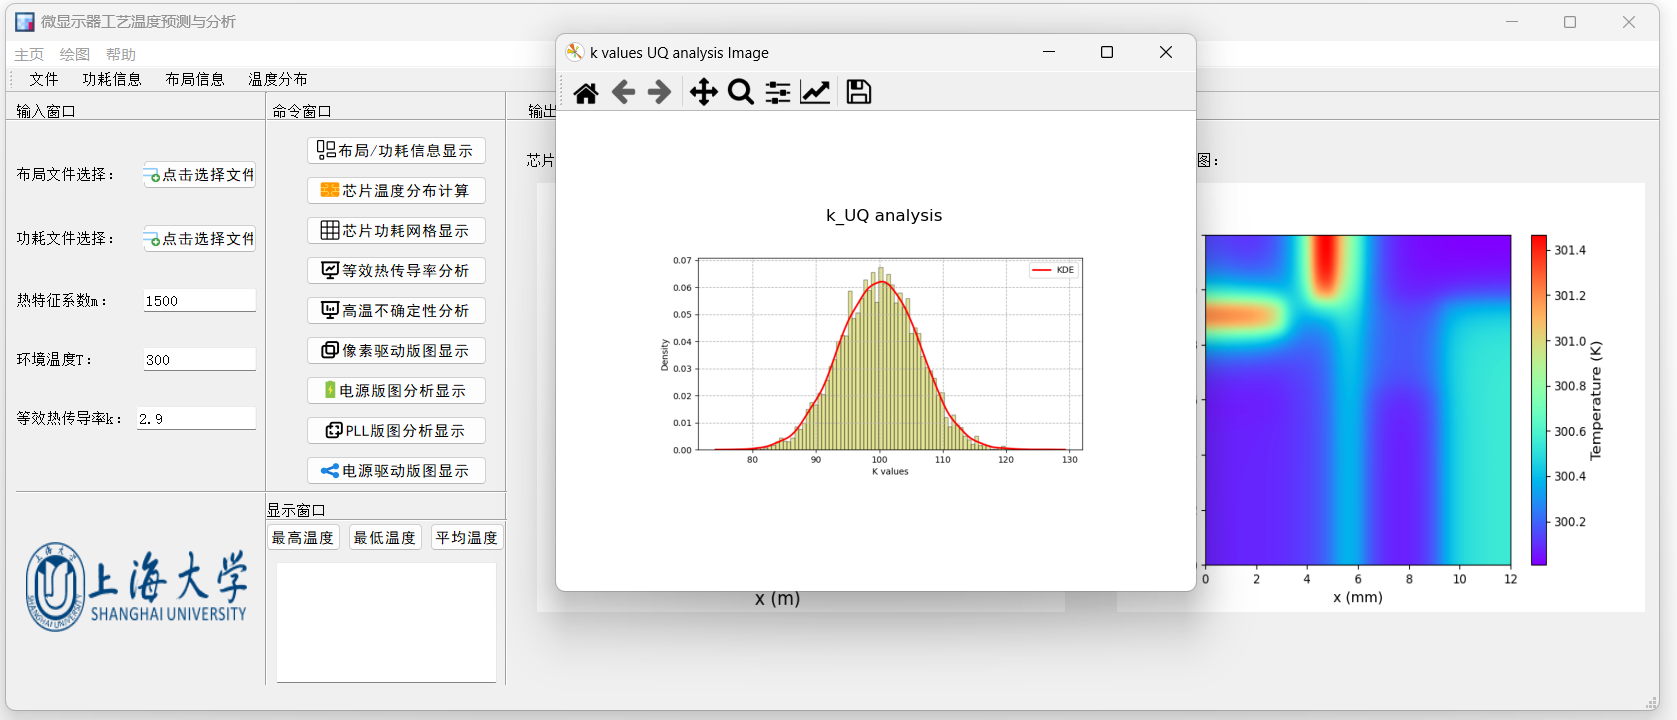 微显示器工艺温度预测与分析
主页 绘图 帮助
文件 功耗信息 布局信息 温度分布
输入窗口
布局文件选择： 点击选择文件
功耗文件选择： 点击选择文件
热特征系数m： 1500
环境温度T： 300
等效热传导率k： 2.9
上海大学
SHANGHAI UNIVERSITY
命令窗口
布局/功耗信息显示
芯片温度分布计算
芯片功耗网格显示
等效热传导率分析
高温不确定性分析
像素驱动版图显示
电源版图分析显示
PLL版图分析显示
电源驱动版图显示
显示窗口
最高温度 最低温度 平均温度
输出
芯片
k values UQ analysis Image
k_UQ analysis
KDE
Density
0.07
0.06
0.05
0.04
0.03
0.02
0.01
0.00
80 90 100 110 120 130
K values
x (m)
图：
301.4
301.2
301.0
300.8
300.6
300.4
300.2
Temperature (K)
0 2 4 6 8 10 12
x (mm)